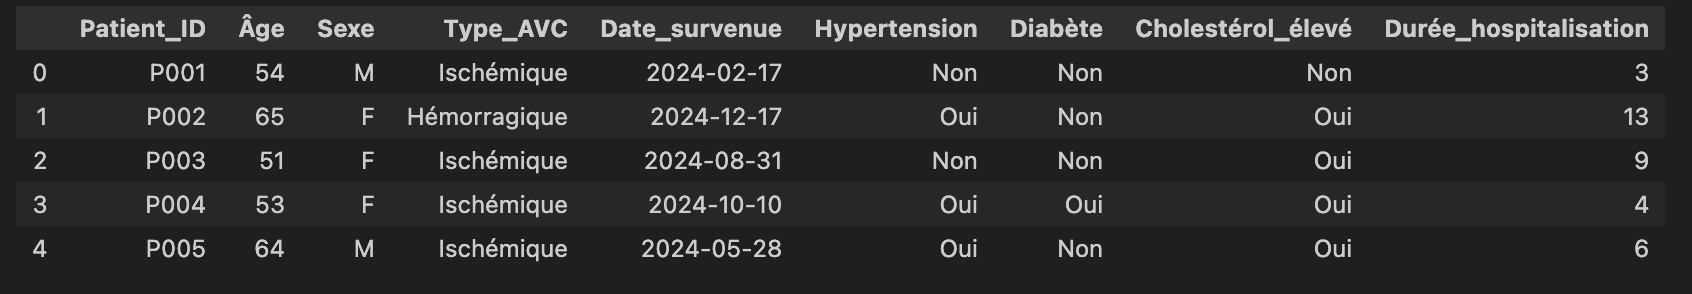 Patient_ID Âge Sexe Type_AVC Date_survenue Hypertension Diabète Cholestérol_élevé Durée_hospitalisation
0 P001 54 M Ischémique 2024-02-17 Non Non Non 3
1 P002 65 F Hémorragique 2024-12-17 Oui Non Oui 13
2 P003 51 F Ischémique 2024-08-31 Non Non Oui 9
3 P004 53 F Ischémique 2024-10-10 Oui Oui Oui 4
4 P005 64 M Ischémique 2024-05-28 Oui Non Oui 6